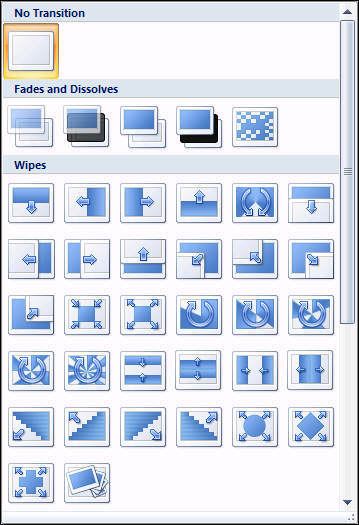 No Transition
Fades and Dissolves
Wipes